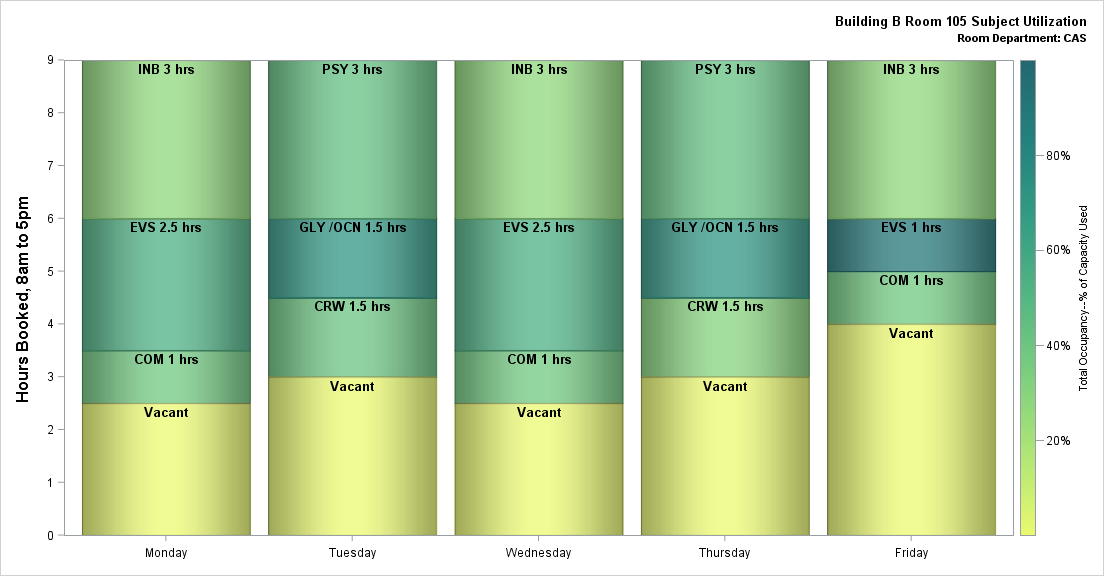 Building B Room 105 Subject Utilization
Room Department: CAS
Hours Booked, 8am to 5pm
9
8
7
6
5
4
3
2
1
0
INB 3 hrs
EVS 2.5 hrs
COM 1 hrs
Vacant
PSY 3 hrs
GLY /OCN 1.5 hrs
CRW 1.5 hrs
Vacant
INB 3 hrs
EVS 2.5 hrs
COM 1 hrs
Vacant
PSY 3 hrs
GLY /OCN 1.5 hrs
CRW 1.5 hrs
Vacant
INB 3 hrs
EVS 1 hrs
COM 1 hrs
Vacant
Monday
Tuesday
Wednesday
Thursday
Friday
80%
60%
40%
20%
Total Occupancy--% of Capacity Used